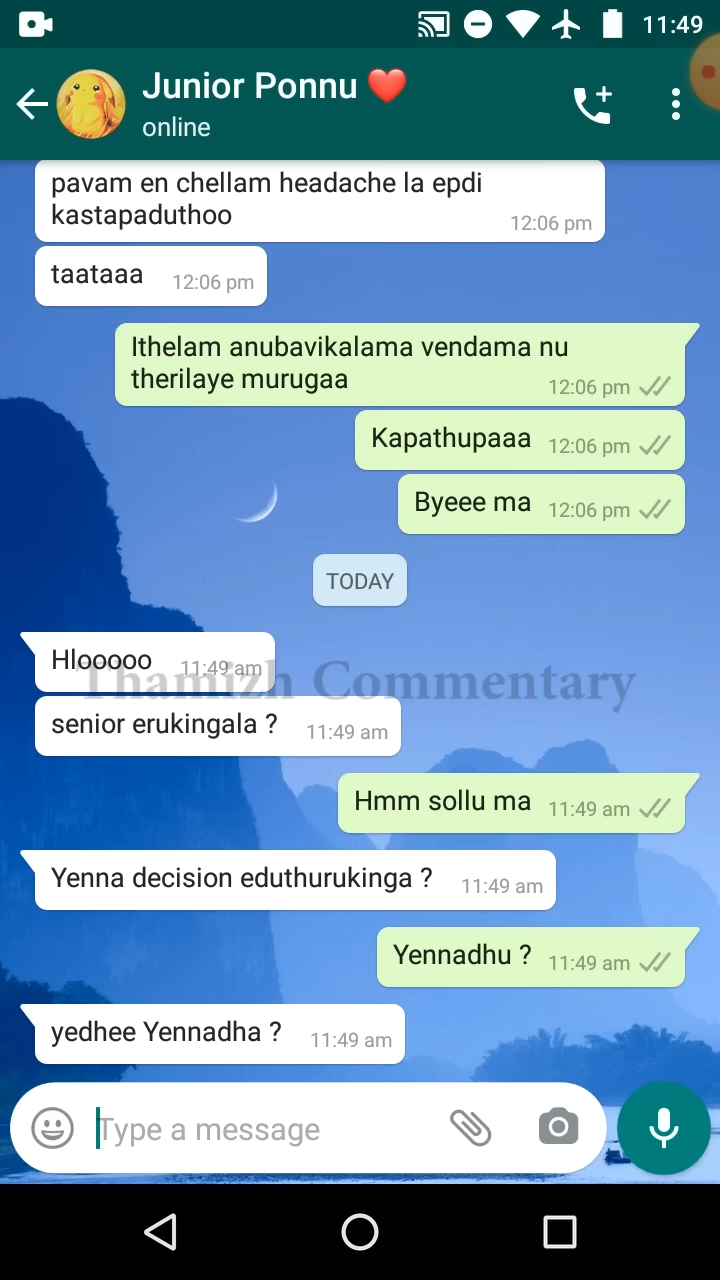 11:49
Junior Ponnu ❤️
online
pavam en chellam headache la epdi
kastapaduthoo
12:06 pm
taataaa 12:06 pm
Ithelam anubavikalama vendama nu
therilaye murugaa 12:06 pm
Kapathupaaa 12:06 pm
Byeee ma 12:06 pm
TODAY
Hlooooo 11:49 am
Thamizh Commentary
senior erukingala ? 11:49 am
Hmm sollu ma 11:49 am
Yenna decision eduthurukinga ? 11:49 am
Yennadhu ? 11:49 am
yedhee Yennadha ? 11:49 am
Type a message